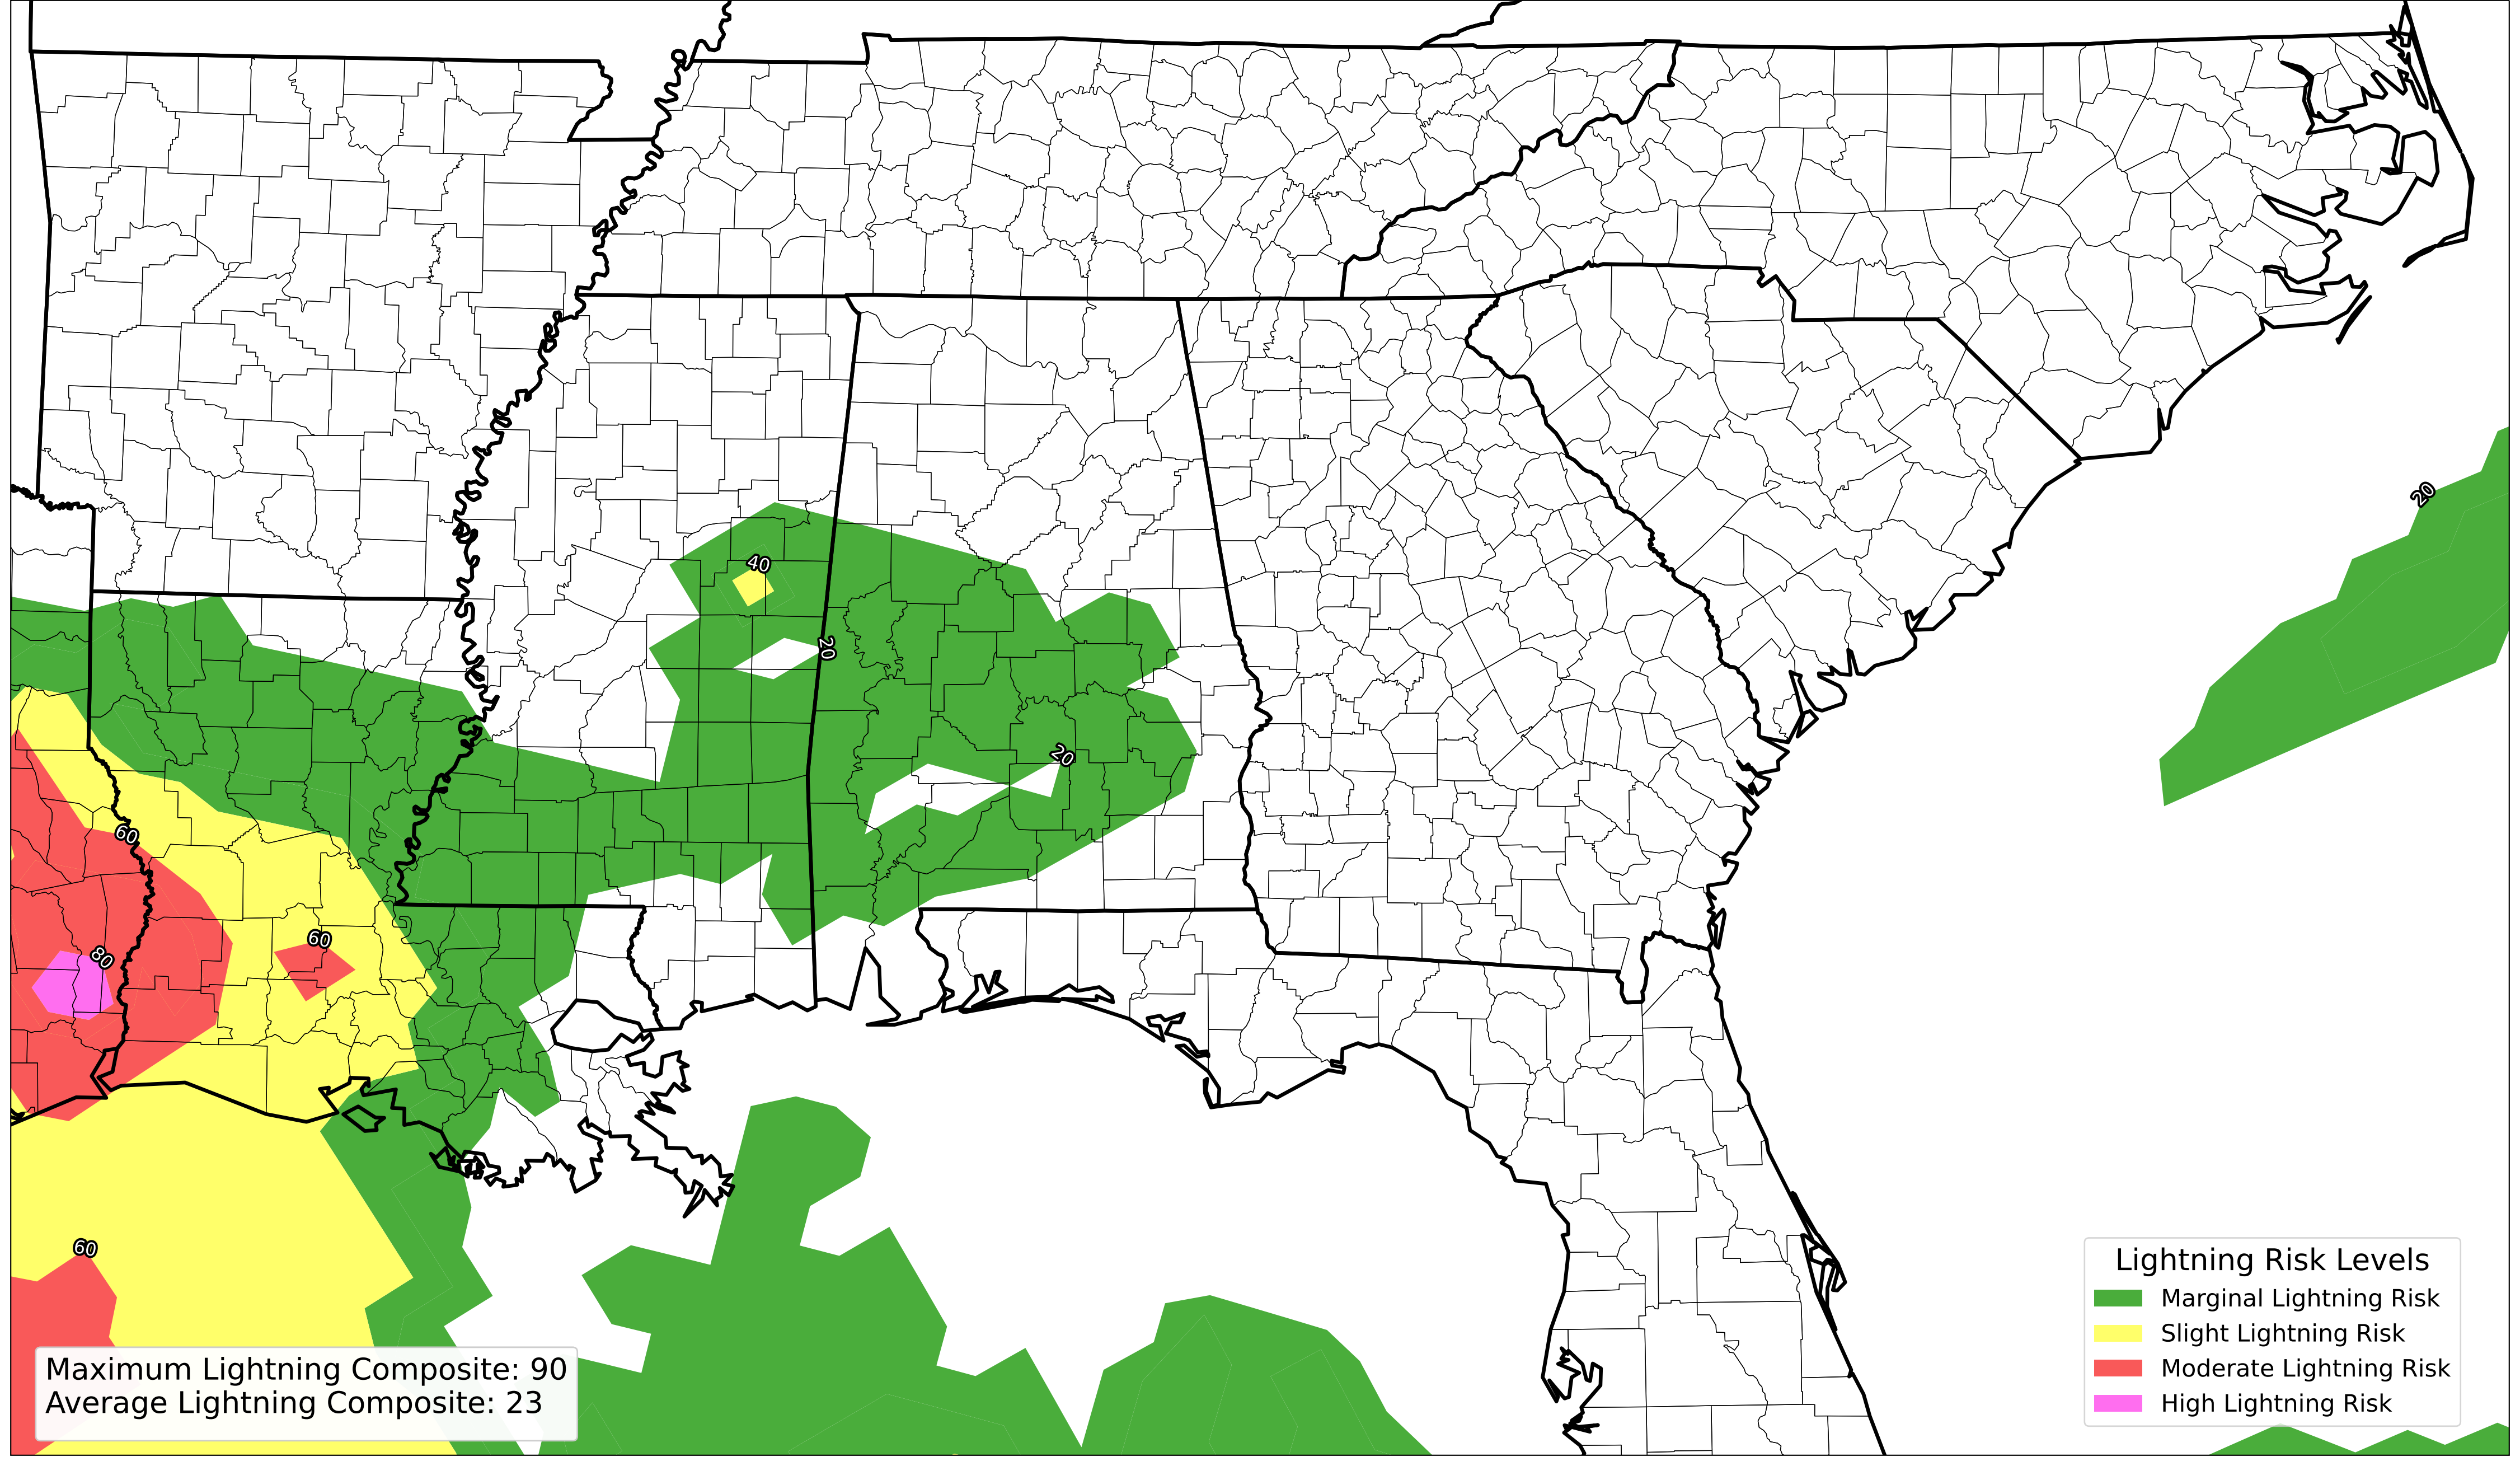 20
40
20
20
60
60
80
60
Lightning Risk Levels
Marginal Lightning Risk
Slight Lightning Risk
Moderate Lightning Risk
High Lightning Risk
Maximum Lightning Composite: 90
Average Lightning Composite: 23